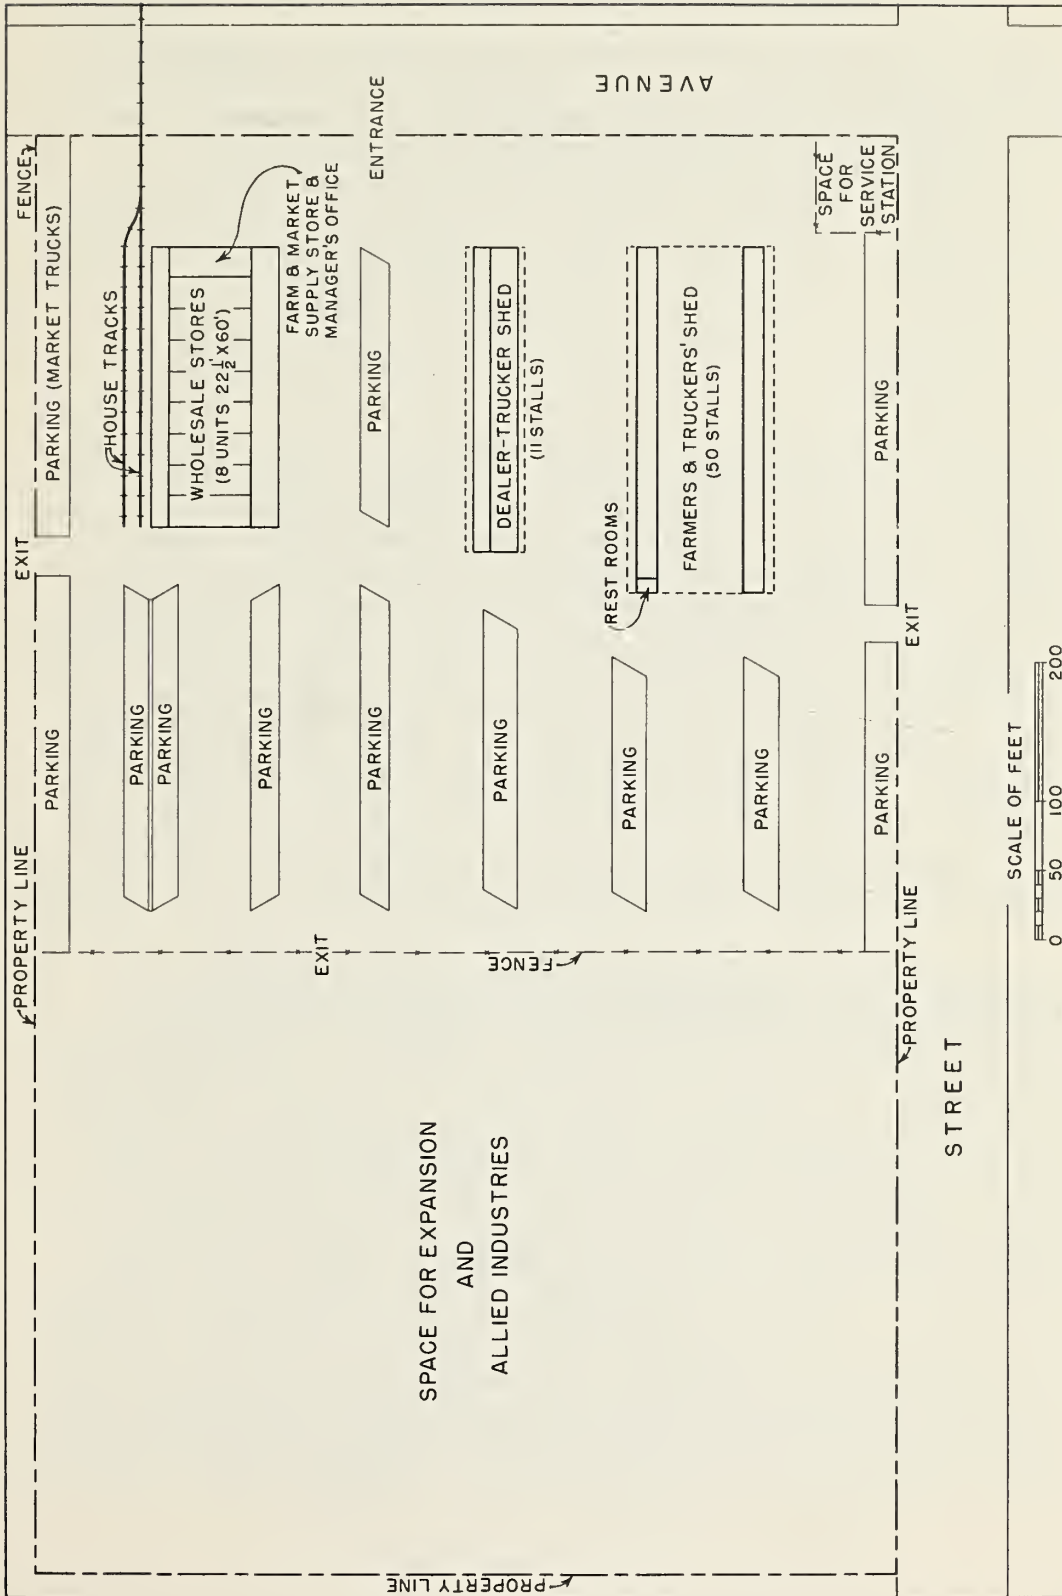 PROPERTY LINE
FENCE
EXIT
PARKING
PARKING (MARKET TRUCKS)
HOUSE TRACKS
PARKING
PARKING
WHOLESALE STORES
(8 UNITS 22½' X 60')
FARM & MARKET
SUPPLY STORE &
MANAGER'S OFFICE
PARKING
EXIT
PARKING
PARKING
ENTRANCE
AVENUE
FENCE
PARKING
DEALER-TRUCKER SHED
(11 STALLS)
REST ROOMS
PARKING
FARMERS & TRUCKERS' SHED
(50 STALLS)
PARKING
SPACE
FOR
SERVICE
STATION
PARKING
PARKING
EXIT
SPACE FOR EXPANSION
AND
ALLIED INDUSTRIES
PROPERTY LINE
PROPERTY LINE
STREET
SCALE OF FEET
0 50 100 200